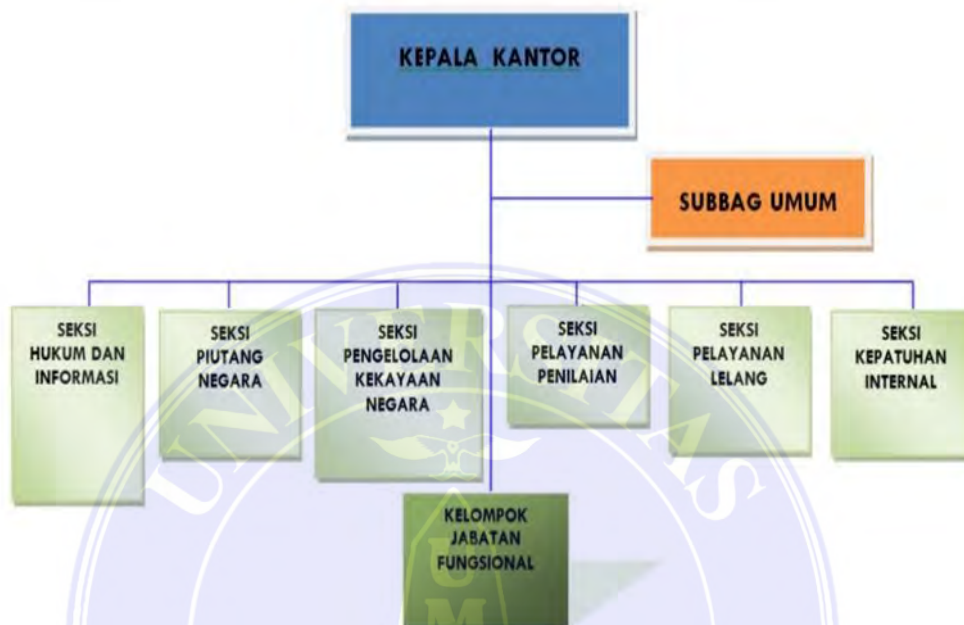 KEPALA KANTOR
SUBBAG UMUM
SEKSI
HUKUM DAN
INFORMASI
SEKSI
PIUTANG
NEGARA
SEKSI
PENGELOLAAN
KEKAYAAN
NEGARA
SEKSI
PELAYANAN
PENILAIAN
SEKSI
PELAYANAN
LELANG
SEKSI
KEPATUHAN
INTERNAL
KELOMPOK
JABATAN
FUNGSIONAL
UNIVERSITAS
U
M